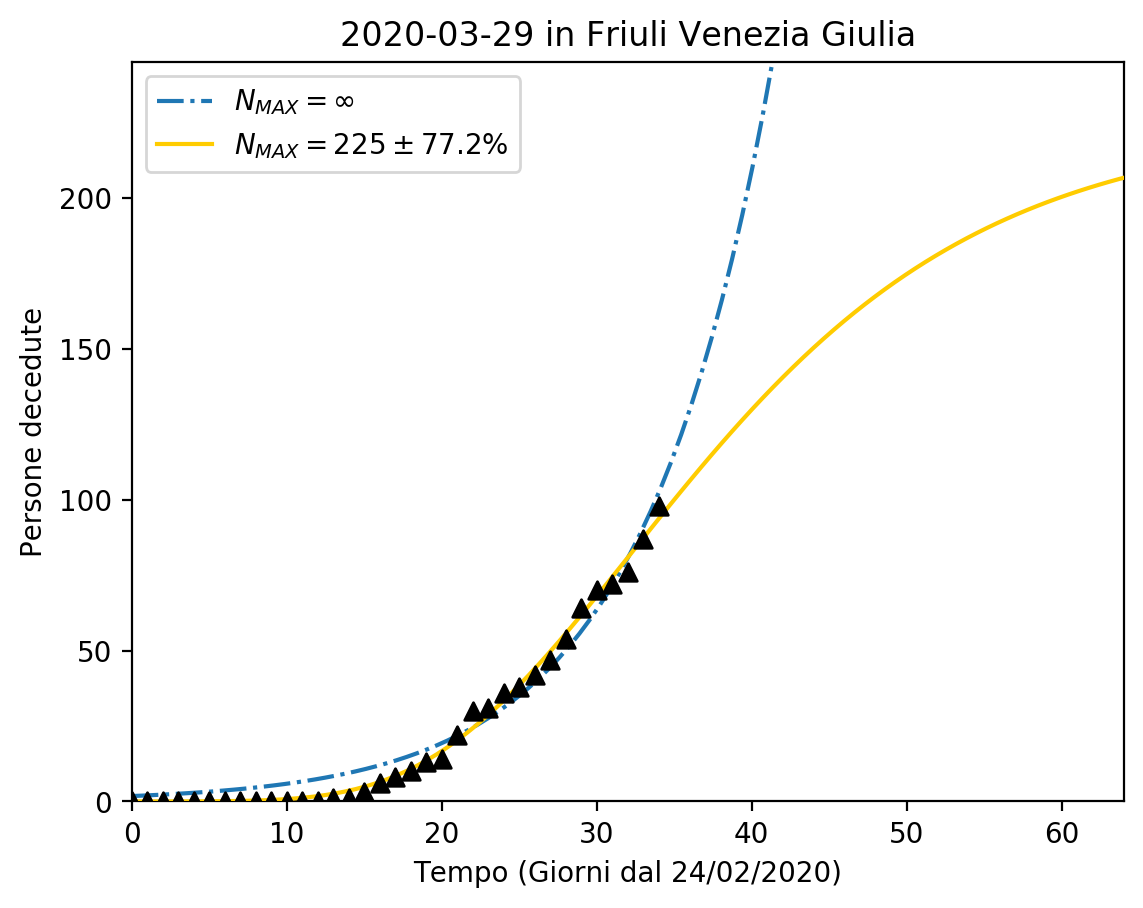 2020-03-29 in Friuli Venezia Giulia
N_MAX = ∞
N_MAX = 225 ± 77.2%
Persone decedute
200
150
100
50
0
0 10 20 30 40 50 60
Tempo (Giorni dal 24/02/2020)